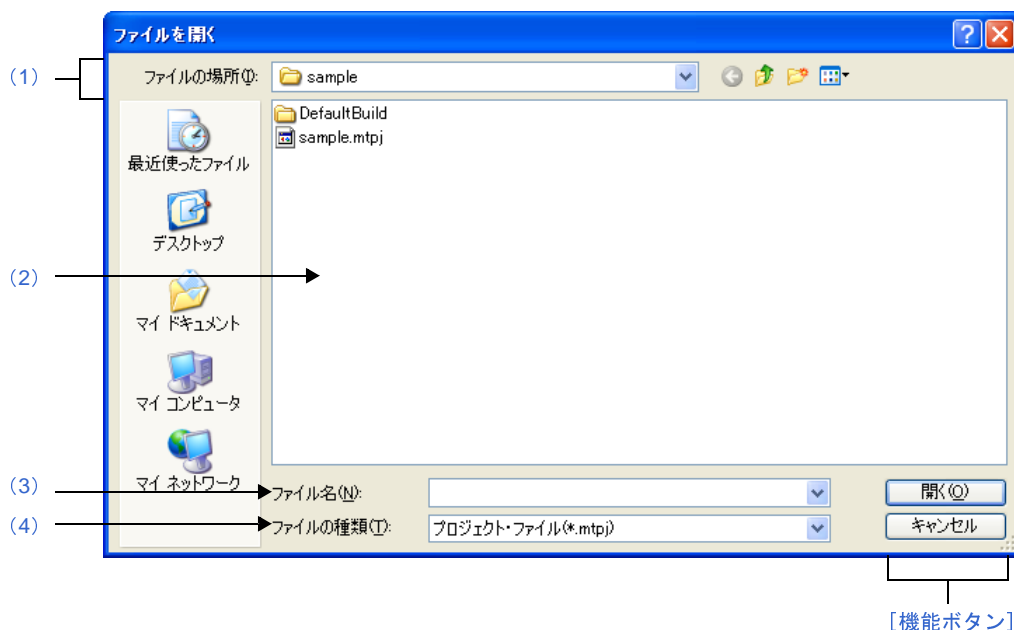 ファイルを開く
(1)
ファイルの場所(I):
sample
DefaultBuild
sample.mtpj
最近使ったファイル
デスクトップ
(2)
マイ ドキュメント
マイ コンピュータ
マイ ネットワーク
(3)
ファイル名(N):
開く(O)
(4)
ファイルの種類(T):
プロジェクト・ファイル(*.mtpj)
キャンセル
[機能ボタン]